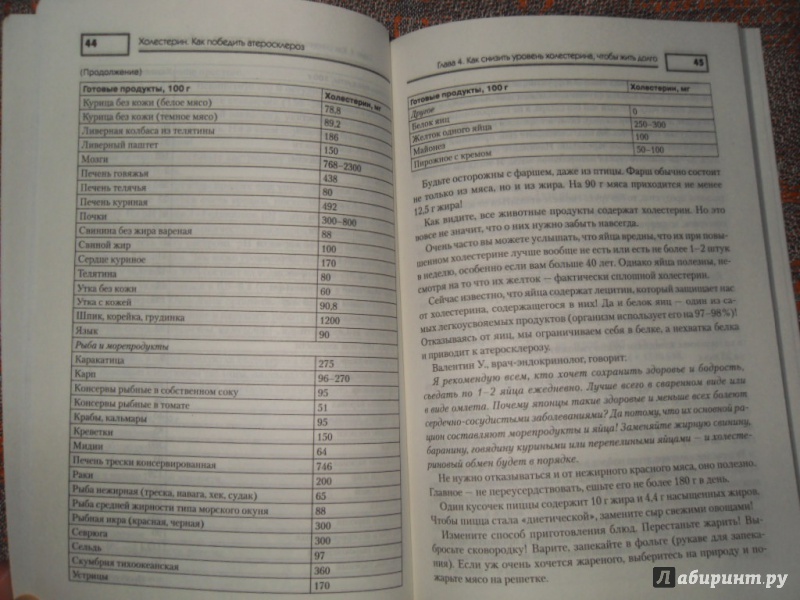 44
Холестерин. Как победить атеросклероз
(Продолжение)
Готовые продукты, 100 г Холестерин, мг
Курица без кожи (белое мясо) 78,8
Курица без кожи (темное мясо) 89,2
Ливерная колбаса из телятины 186
Ливерный паштет 150
Мозги 768–2300
Печень говяжья 438
Печень телячья 80
Печень куриная 492
Почки 300–800
Свинина без жира вареная 88
Свиной жир 100
Сердце куриное 170
Телятина 80
Утка без кожи 60
Утка с кожей 90,8
Шпик, корейка, грудинка 1200
Язык 90
Рыба и морепродукты
Каракатица 275
Карп 96–270
Консервы рыбные в собственном соку 95
Консервы рыбные в томате 51
Крабы, кальмары 95
Креветки 150
Мидии 64
Печень трески консервированная 746
Раки 200
Рыба нежирная (треска, навага, хек, судак) 65
Рыба средней жирности типа морского окуня 88
Рыбная икра (красная, черная) 300
Севрюга 300
Сельдь 97
Скумбрия тихоокеанская 360
Устрицы 170
Глава 4. Как снизить уровень холестерина, чтобы жить долго
45
Готовые продукты, 100 г Холестерин, мг
Другое
Белок яиц 0
Желток одного яйца 250–300
Майонез 100
Пирожное с кремом 50–100
Будьте осторожны с фаршем, даже из птицы. Фарш обычно состоит
не только из мяса, но и из жира. На 90 г мяса приходится не менее
12,5 г жира!
Как видите, все животные продукты содержат холестерин. Но это
вовсе не значит, что о них нужно забыть навсегда.
Очень часто вы можете услышать, что яйца вредны, что их при повы-
шенном холестерине лучше вообще не есть или есть не более 1–2 штук
в неделю, особенно если вам больше 40 лет. Однако яйца полезны, не-
смотря на то что их желток — фактически сплошной холестерин.
Сейчас известно, что яйца содержат лецитин, который защищает нас
от холестерина, содержащегося в них! Да и белок яиц — один из са-
мых легкоусвояемых продуктов (организм использует его на 97–98%)!
Отказываясь от яиц, мы ограничиваем себя в белке, а нехватка белка
и приводит к атеросклерозу.
Валентин У., врач-эндокринолог, говорит.
Я рекомендую всем, кто хочет сохранить здоровье и бодрость,
съедать по 1–2 яйца ежедневно. Лучше всего в сваренном виде или
в виде омлета. Почему японцы такие здоровые и меньше всех болеют
сердечно-сосудистыми заболеваниями? Да потому, что их основной ра-
цион составляют морепродукты и яйца! Заменяйте жирную свинину,
баранину, говядину куриными или перепелиными яйцами — и холесте-
риновый обмен будет в порядке.
Не нужно отказываться и от нежирного красного мяса, оно полезно.
Главное — не переусердствовать, ешьте его не более 180 г в день.
Один кусочек пиццы содержит 10 г жира и 4,4 г насыщенных жиров.
Чтобы пицца стала «диетической», замените сыр свежими овощами!
Измените способ приготовления блюд. Перестаньте жарить! Вы-
бросьте сковородку! Варите, запекайте в фольге (рукаве для запека-
ния). Если уж очень хочется жареного, выберитесь на природу и по-
жарьте мясо на решетке.
Лабиринт.ру